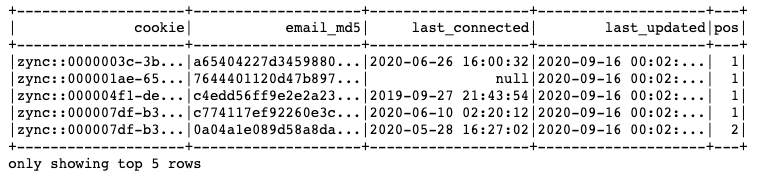 +--------------------+--------------------+-------------------+--------------------+---+
|              cookie|           email_md5|     last_connected|        last_updated|pos|
+--------------------+--------------------+-------------------+--------------------+---+
|zync::0000003c-3b...|a65404227d3459880...|2020-06-26 16:00:32|2020-09-16 00:02:...|  1|
|zync::000001ae-65...|7644401120d47b897...|               null|2020-09-16 00:02:...|  1|
|zync::000004f1-de...|c4edd56ff9e2e2a23...|2019-09-27 21:43:54|2020-09-16 00:02:...|  1|
|zync::000007df-b3...|c774117ef92260e3c...|2020-06-10 02:20:12|2020-09-16 00:02:...|  1|
|zync::000007df-b3...|0a04a1e089d58a8da...|2020-05-28 16:27:02|2020-09-16 00:02:...|  2|
+--------------------+--------------------+-------------------+--------------------+---+
only showing top 5 rows